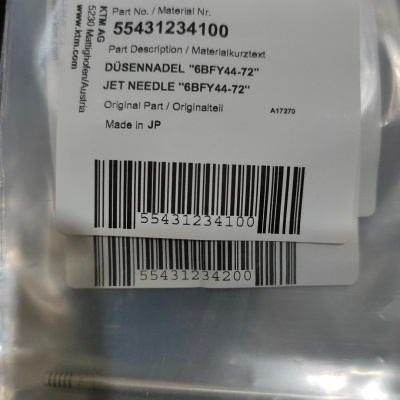 Part No. / Material Nr.
55431234100
Part Description / Materialkurztext
DÜSENNADEL "6BFY44-72"
JET NEEDLE "6BFY44-72"
Original Part / Originalteil
A17270
Made in JP
KTM AG
5230 Mattighofen/Austria
www.ktm.com
55431234100
55431234200